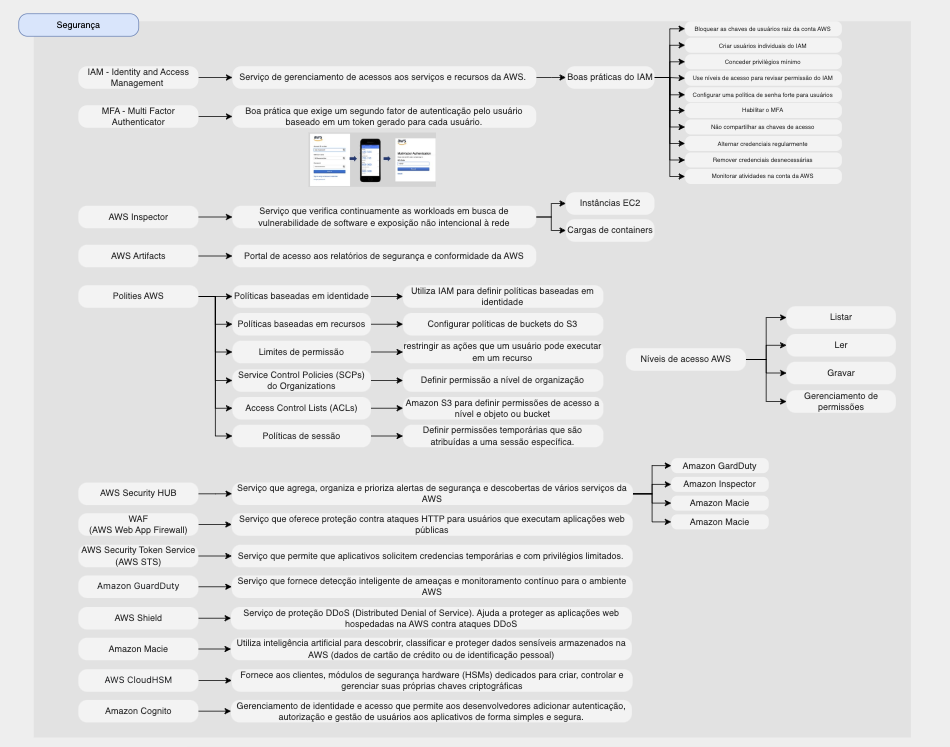 Segurança
IAM - Identity and Access
Management
Serviço de gerenciamento de acessos aos serviços e recursos da AWS.
Boas práticas do IAM
Bloquear as chaves de usuários raiz da conta AWS
Criar usuários individuais do IAM
Conceder privilégios mínimo
Use níveis de acesso para revisar permissão do IAM
Configurar uma política de senha forte para usuários
Habilitar o MFA
Não compartilhar as chaves de acesso
Alternar credenciais regularmente
Remover credenciais desnecessárias
Monitorar atividades na conta da AWS
MFA - Multi Factor
Authenticator
Boa prática que exige um segundo fator de autenticação pelo usuário
baseado em um token gerado para cada usuário.
AWS Inspector
Serviço que verifica continuamente as workloads em busca de
vulnerabilidade de software e exposição não intencional à rede
Instâncias EC2
Cargas de containers
AWS Artifacts
Portal de acesso aos relatórios de segurança e conformidade da AWS
Polities AWS
Políticas baseadas em identidade
Utiliza IAM para definir políticas baseadas em
identidade
Políticas baseadas em recursos
Configurar políticas de buckets do S3
Limites de permissão
restringir as ações que um usuário pode executar
em um recurso
Service Control Policies (SCPs)
do Organizations
Definir permissão a nível de organização
Access Control Lists (ACLs)
Amazon S3 para definir permissões de acesso a
nível e objeto ou bucket
Políticas de sessão
Definir permissões temporárias que são
atribuídas a uma sessão específica.
Níveis de acesso AWS
Listar
Ler
Gravar
Gerenciamento de
permissões
AWS Security HUB
Serviço que agrega, organiza e prioriza alertas de segurança e descobertas de vários serviços da
AWS
Amazon GardDuty
Amazon Inspector
Amazon Macie
Amazon Macie
WAF
(AWS Web App Firewall)
Serviço que oferece proteção contra ataques HTTP para usuários que executam aplicações web
públicas
AWS Security Token Service
(AWS STS)
Serviço que permite que aplicativos solicitem credencias temporárias e com privilégios limitados.
Amazon GuardDuty
Serviço que fornece detecção inteligente de ameaças e monitoramento contínuo para o ambiente
AWS
AWS Shield
Serviço de proteção DDoS (Distributed Denial of Service). Ajuda a proteger as aplicações web
hospedadas na AWS contra ataques DDoS
Amazon Macie
Utiliza inteligência artificial para descobrir, classificar e proteger dados sensíveis armazenados na
AWS (dados de cartão de crédito ou de identificação pessoal)
AWS CloudHSM
Fornece aos clientes, módulos de segurança hardware (HSMs) dedicados para criar, controlar e
gerenciar suas próprias chaves criptográficas
Amazon Cognito
Gerenciamento de identidade e acesso que permite aos desenvolvedores adicionar autenticação,
autorização e gestão de usuários aos aplicativos de forma simples e segura.